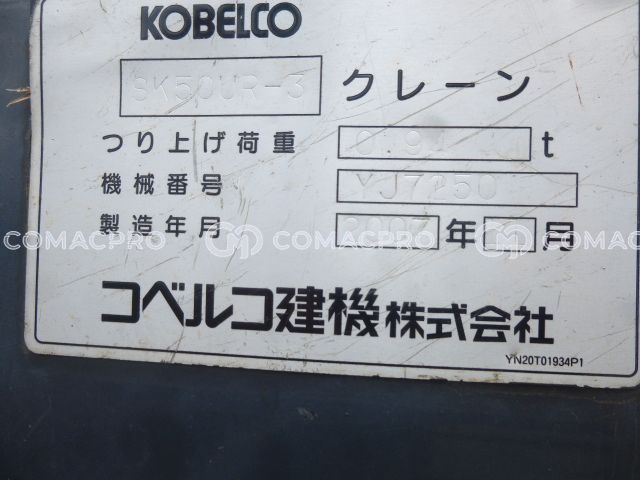 KOBELCO
SK50UR-3 クレーン
つり上げ荷重 t
機械番号 YJ7250
製造年月 年 月
COMACPRO COMACPRO COMACPRO
コベルコ建機株式会社
YN20T01934P1